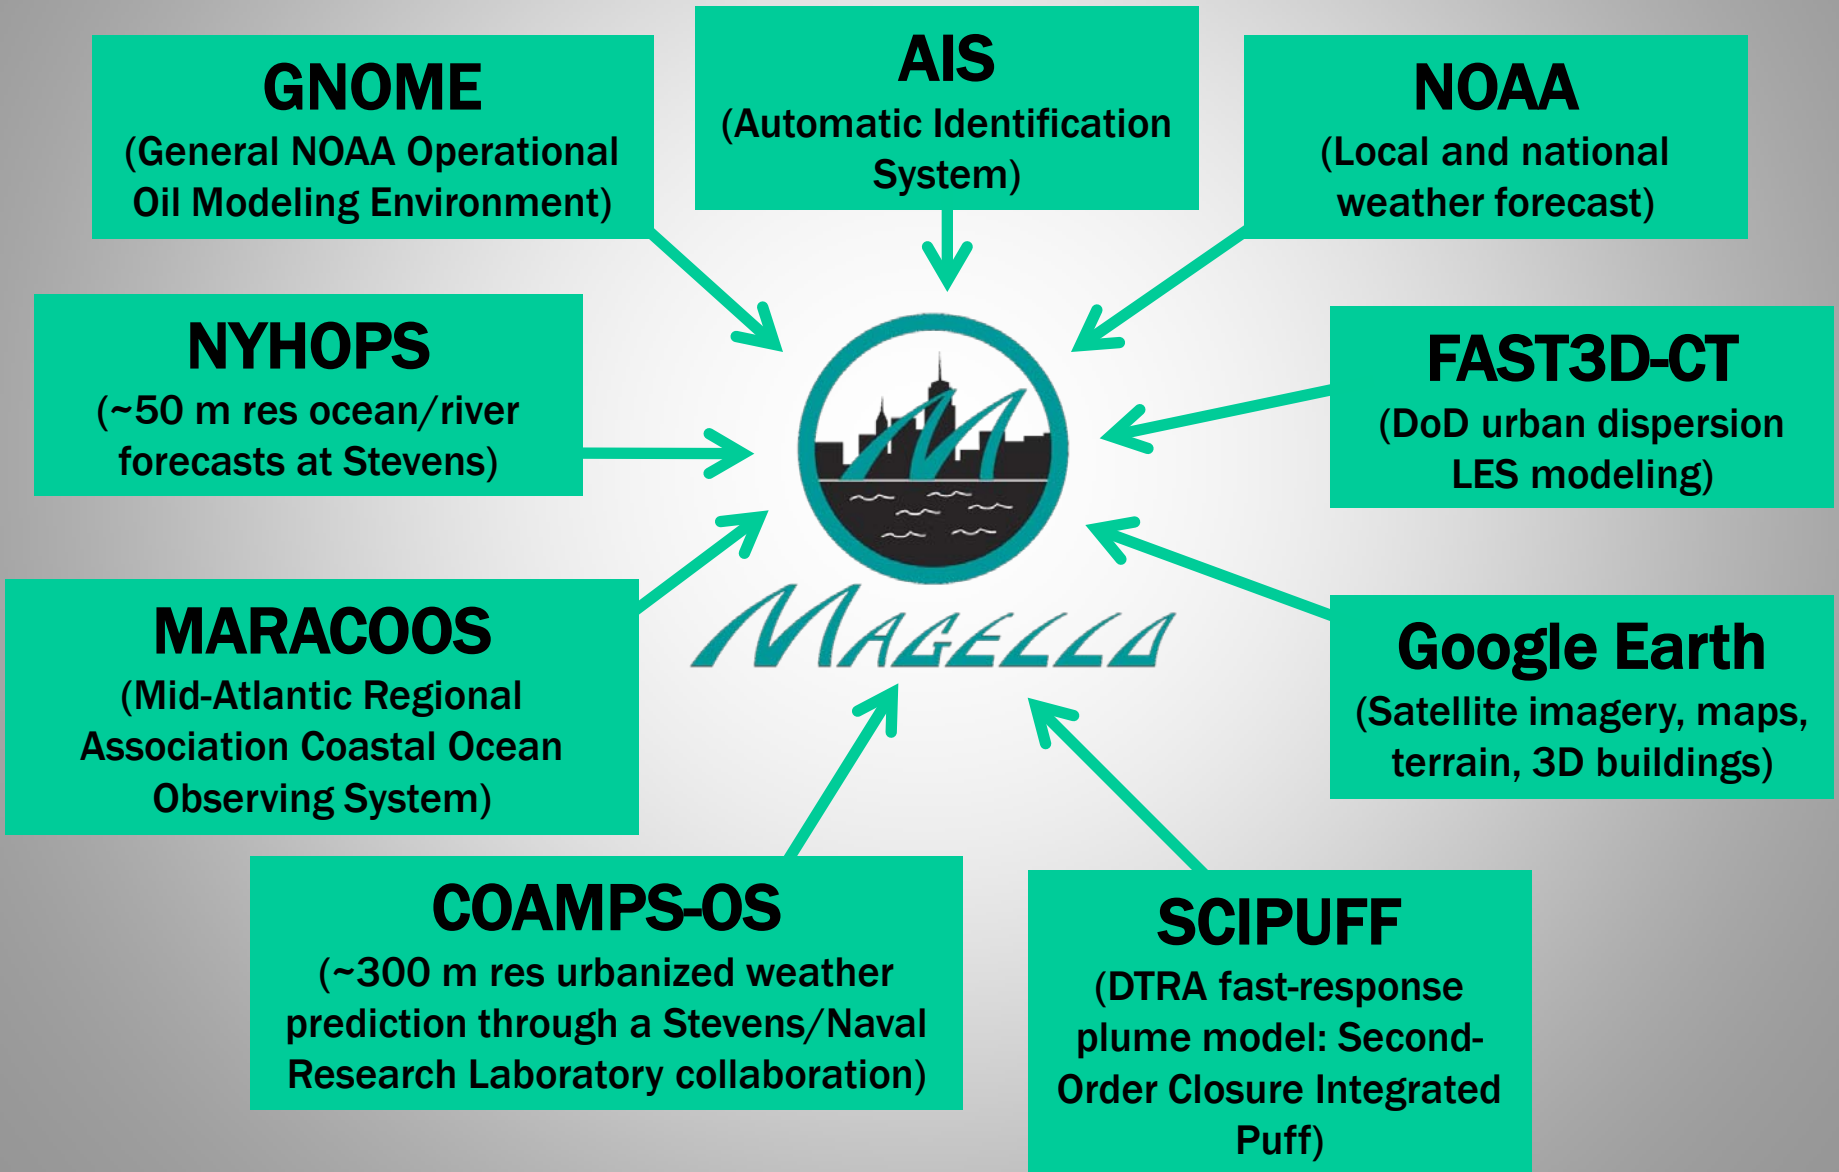 GNOME
(General NOAA Operational
Oil Modeling Environment)
AIS
(Automatic Identification
System)
NOAA
(Local and national
weather forecast)
NYHOPS
(~50 m res ocean/river
forecasts at Stevens)
M
FAST3D-CT
(DoD urban dispersion
LES modeling)
MAGELLO
MARACOOS
(Mid-Atlantic Regional
Association Coastal Ocean
Observing System)
Google Earth
(Satellite imagery, maps,
terrain, 3D buildings)
COAMPS-OS
(~300 m res urbanized weather
prediction through a Stevens/Naval
Research Laboratory collaboration)
SCIPUFF
(DTRA fast-response
plume model: Second-
Order Closure Integrated
Puff)